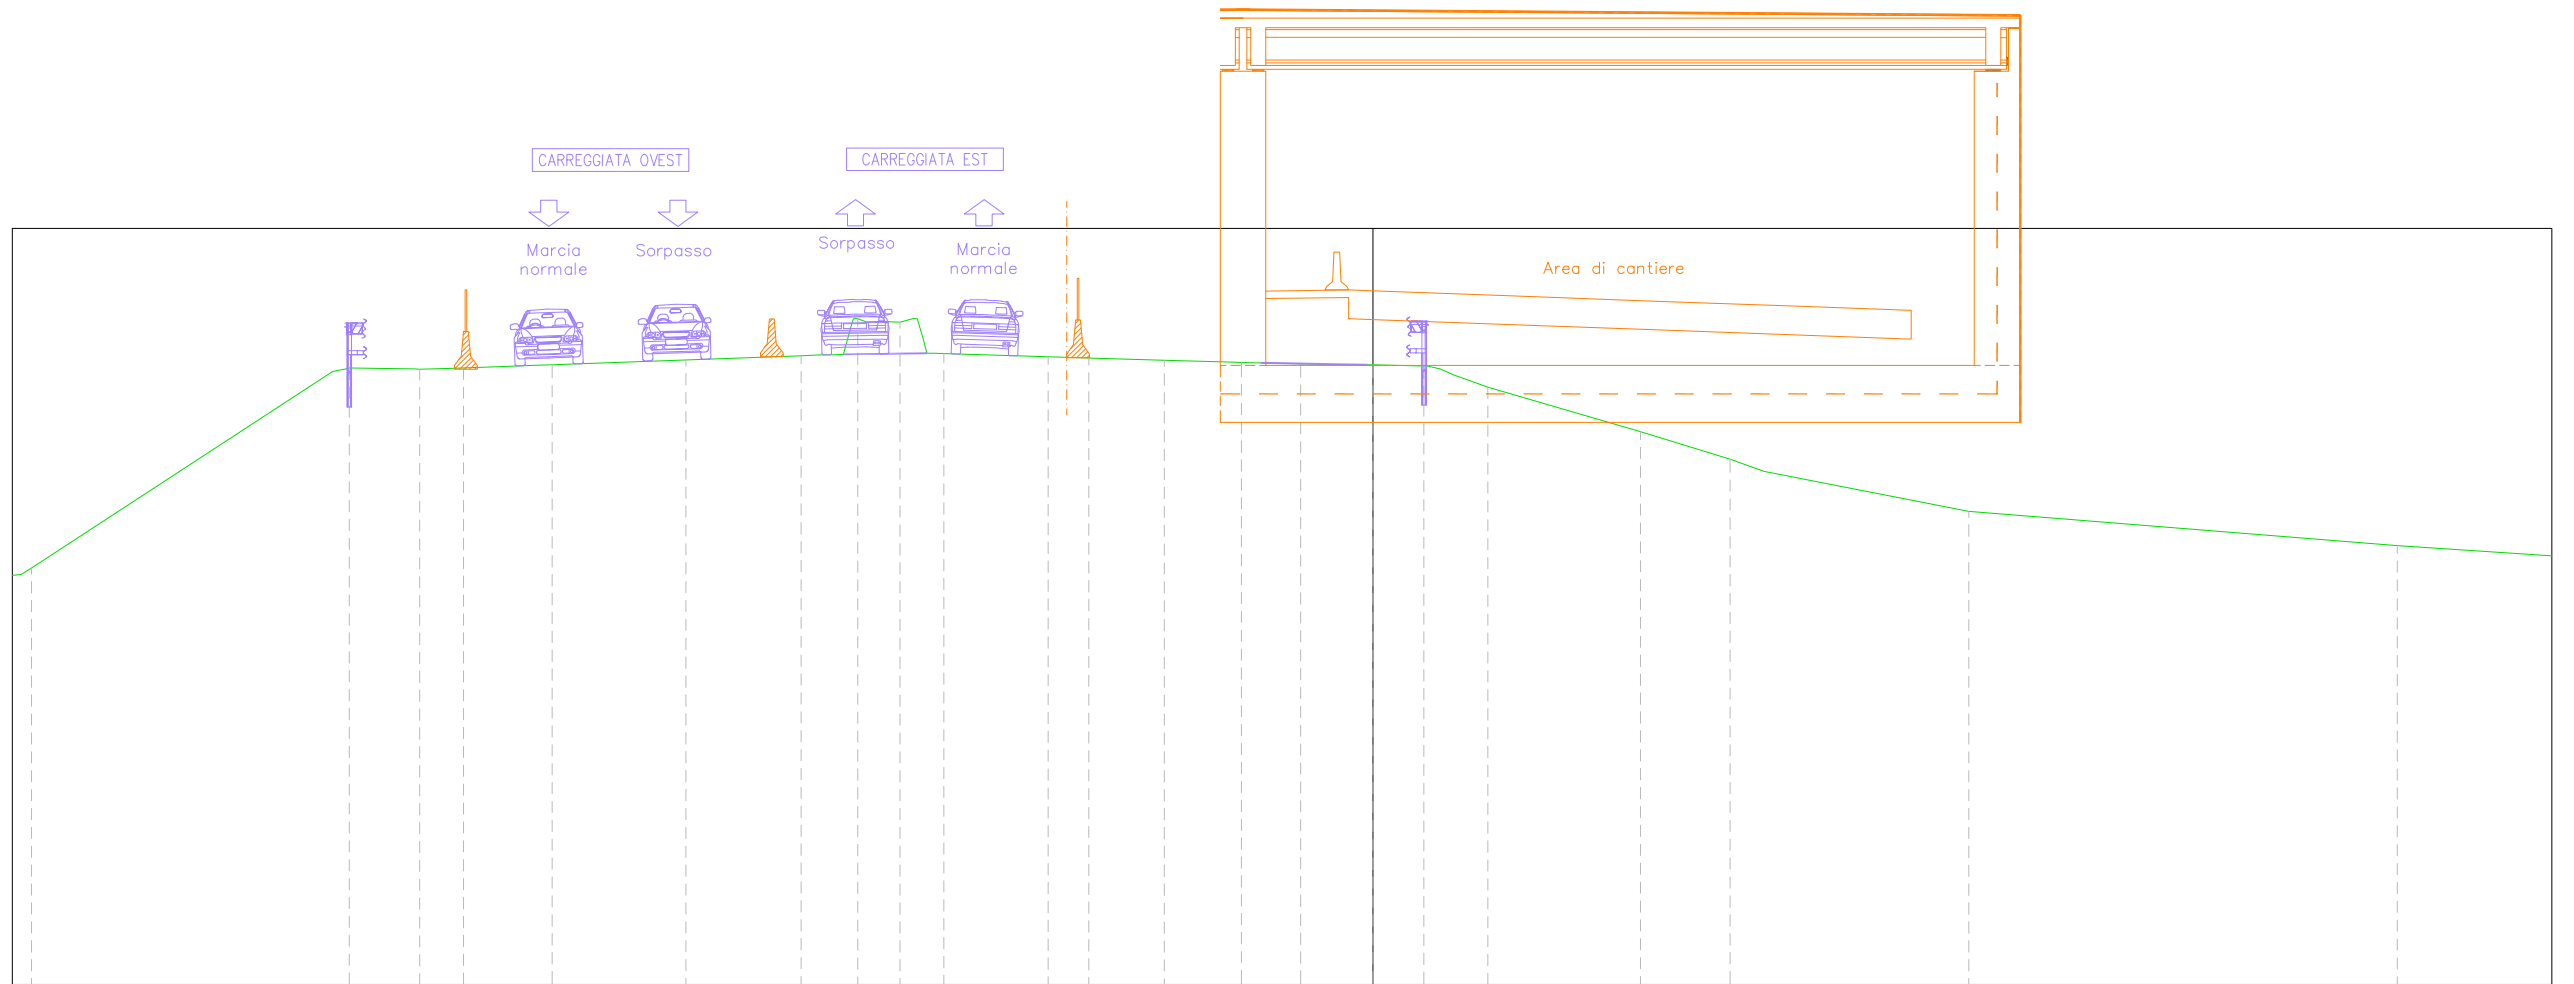 CARREGGIATA OVEST
CARREGGIATA EST
Marcia
normale
Sorpasso
Sorpasso
Marcia
normale
Area di cantiere